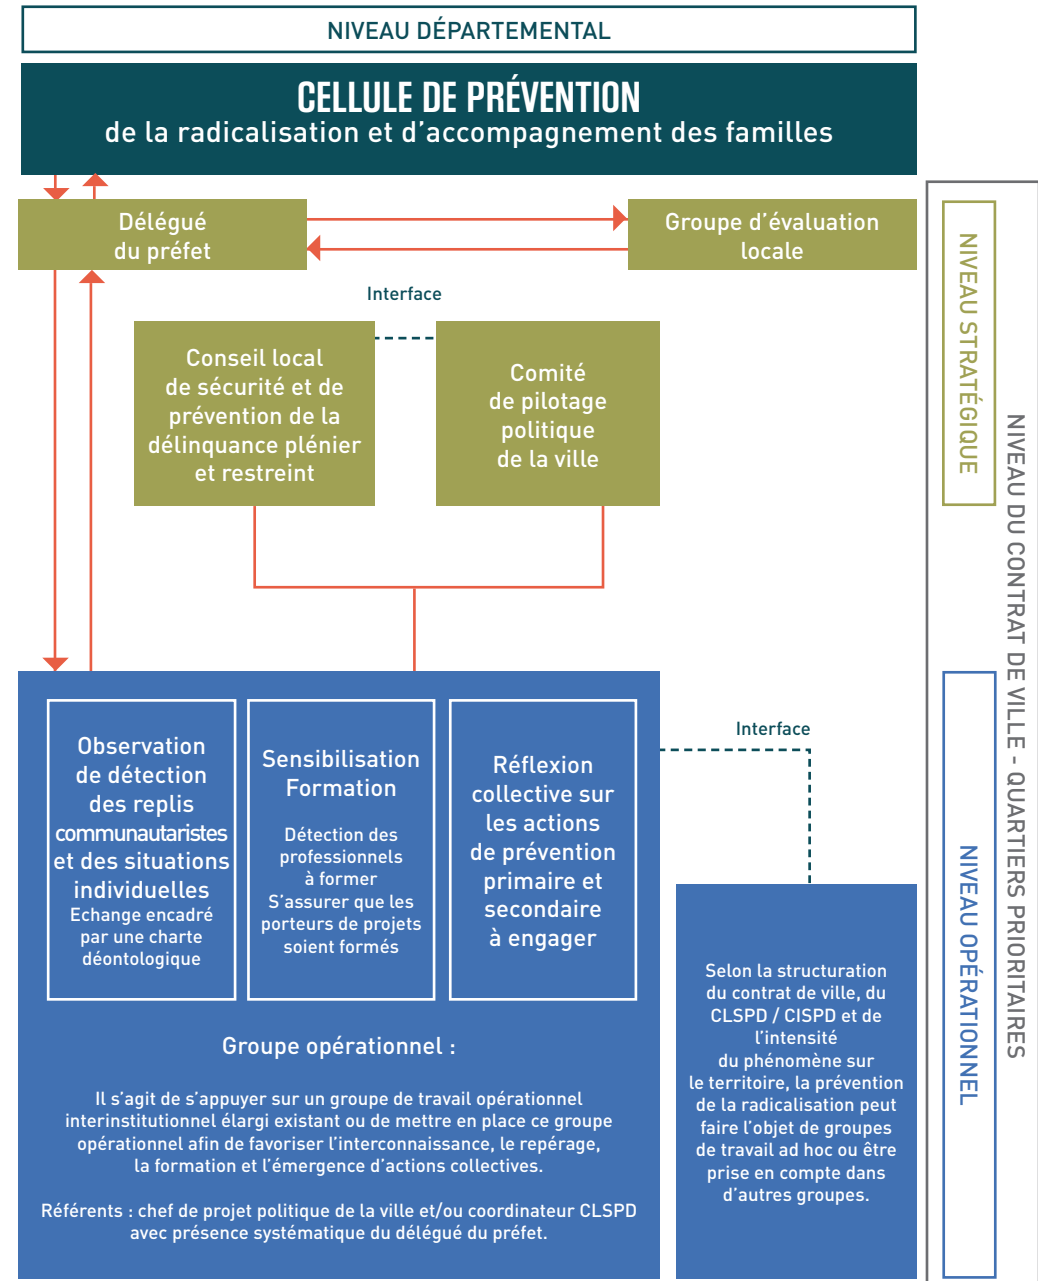 NIVEAU DÉPARTEMENTAL
CELLULE DE PRÉVENTION
de la radicalisation et d’accompagnement des familles
Délégué
du préfet
Groupe d’évaluation
locale
Interface
Conseil local
de sécurité et de
prévention de la
délinquance plénier
et restreint
Comité
de pilotage
politique
de la ville
NIVEAU STRATÉGIQUE
NIVEAU DU CONTRAT DE VILLE - QUARTIERS PRIORITAIRES
Observation
de détection
des replis
communautaristes
et des situations
individuelles
Echange encadré
par une charte
déontologique
Sensibilisation
Formation
Détection des
professionnels
à former
S’assurer que les
porteurs de projets
soient formés
Réflexion
collective sur
les actions
de prévention
primaire et
secondaire
à engager
Interface
Groupe opérationnel :
Il s’agit de s’appuyer sur un groupe de travail opérationnel
interinstitutionnel élargi existant ou de mettre en place ce groupe
opérationnel afin de favoriser l’interconnaissance, le repérage,
la formation et l’émergence d’actions collectives.
Référents : chef de projet politique de la ville et/ou coordinateur CLSPD
avec présence systématique du délégué du préfet.
Selon la structuration
du contrat de ville, du
CLSPD / CISPD et de
l’intensité
du phénomène sur
le territoire, la prévention
de la radicalisation peut
faire l’objet de groupes
de travail ad hoc ou être
prise en compte dans
d’autres groupes.
NIVEAU OPÉRATIONNEL